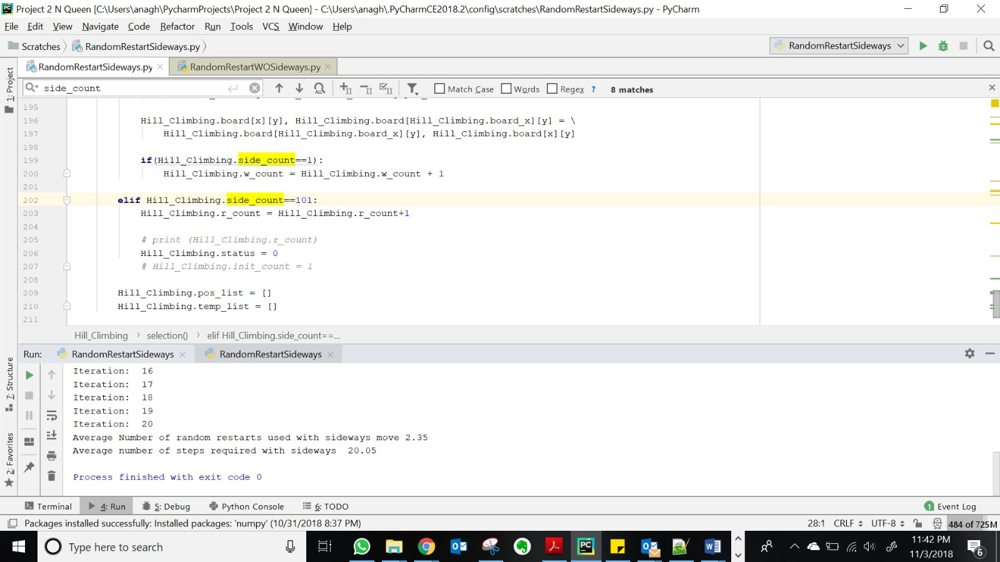 Project 2 N Queen [C:\Users\anagh\PycharmProjects\Project 2 N Queen] - C:\Users\anagh\.PyCharmCE2018.2\config\scratches\RandomRestartSideways.py - PyCharm
File Edit View Navigate Code Refactor Run Tools VCS Window Help
Scratches RandomRestartSideways.py RandomRestartSideways
RandomRestartSideways.py RandomRestartWOSideways.py
1: Project
side_count Match Case Words Regex ? 8 matches
195
196 Hill_Climbing.board[x][y], Hill_Climbing.board[Hill_Climbing.board_x][y] = \
197 Hill_Climbing.board[Hill_Climbing.board_x][y], Hill_Climbing.board[x][y]
198
199 if(Hill_Climbing.side_count==1):
200 Hill_Climbing.w_count = Hill_Climbing.w_count + 1
201
202 elif Hill_Climbing.side_count==101:
203 Hill_Climbing.r_count = Hill_Climbing.r_count+1
204
205 # print (Hill_Climbing.r_count)
206 Hill_Climbing.status = 0
207 # Hill_Climbing.init_count = 1
208
209 Hill_Climbing.pos_list = []
210 Hill_Climbing.temp_list = []
211
Hill_Climbing selection() elif Hill_Climbing.side_count==...
Run: RandomRestartSideways RandomRestartSideways
7: Structure
2: Favorites
Iteration: 16
Iteration: 17
Iteration: 18
Iteration: 19
Iteration: 20
Average Number of random restarts used with sideways move 2.35
Average number of steps required with sideways 20.05
Process finished with exit code 0
Terminal 4: Run 5: Debug Python Console 6: TODO 1 Event Log
Packages installed successfully: Installed packages: 'numpy' (10/31/2018 8:37 PM) 28:1 CRLF UTF-8 484 of 725M
Type here to search 11:42 PM
11/3/2018 6